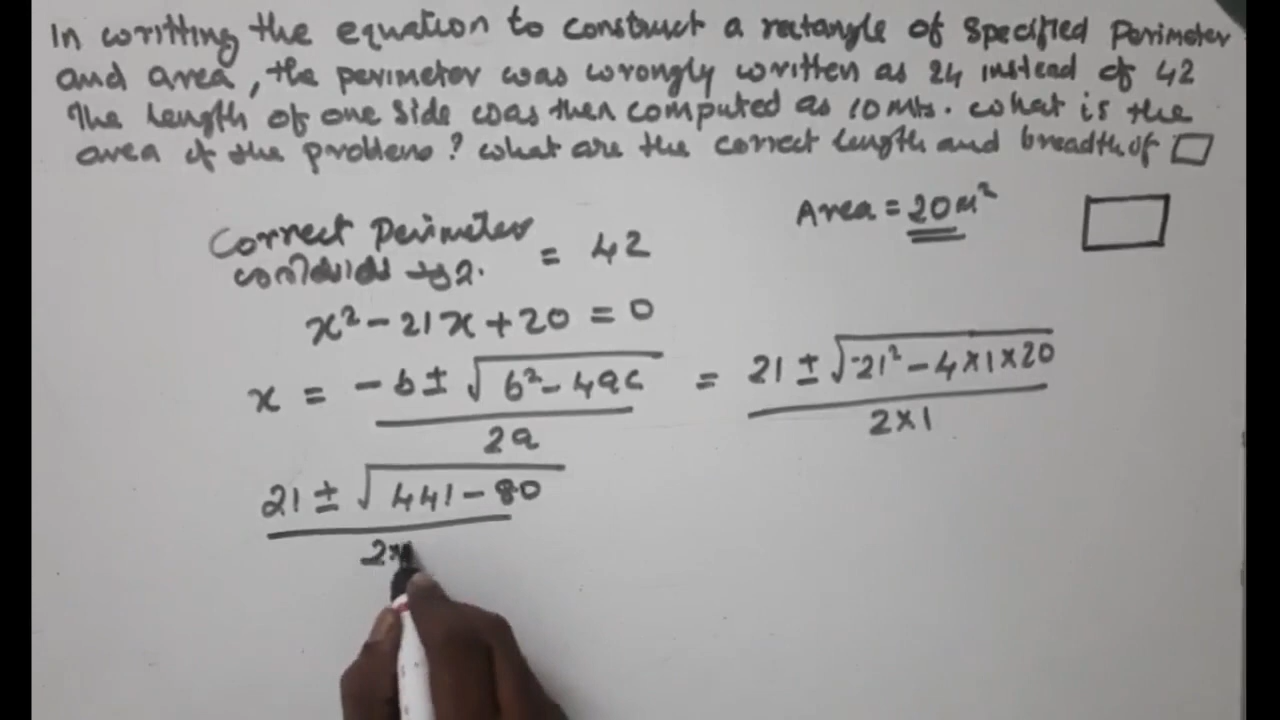 In writting the equation to construct a rectangle of Specified Perimeter
and area, the perimeter was wrongly written as 24 instead of 42
The length of one side was then computed as 10 mts. what is the
area of the problem? what are the correct length and breadth of □
Area = 20m²
Correct Perimeter
by 2. = 42
x² - 21x + 20 = 0
x = -b ± √(b² - 4ac) / 2a = 21 ± √(-21² - 4×1×20) / 2×1
21 ± √(441 - 80) / 2×